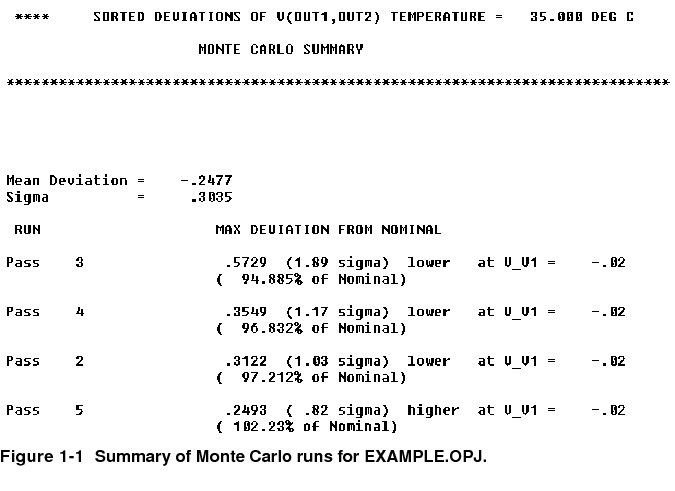 **** SORTED DEVIATIONS OF V(OUT1,OUT2) TEMPERATURE = 35.000 DEG C
MONTE CARLO SUMMARY
******************************************************************************
Mean Deviation = -.2477
Sigma = .3035
RUN MAX DEVIATION FROM NOMINAL
Pass 3 .5729 (1.89 sigma) lower at V_V1 = -.02
( 94.885% of Nominal)
Pass 4 .3549 (1.17 sigma) lower at V_V1 = -.02
( 96.832% of Nominal)
Pass 2 .3122 (1.03 sigma) lower at V_V1 = -.02
( 97.212% of Nominal)
Pass 5 .2493 ( .82 sigma) higher at V_V1 = -.02
( 102.23% of Nominal)
Figure 1-1 Summary of Monte Carlo runs for EXAMPLE.OPJ.